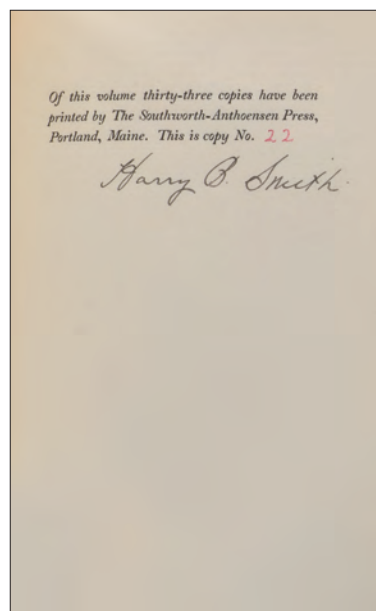 Of this volume thirty-three copies have been
printed by The Southworth-Anthoensen Press,
Portland, Maine. This is copy No. 22
Harry B. Smith.